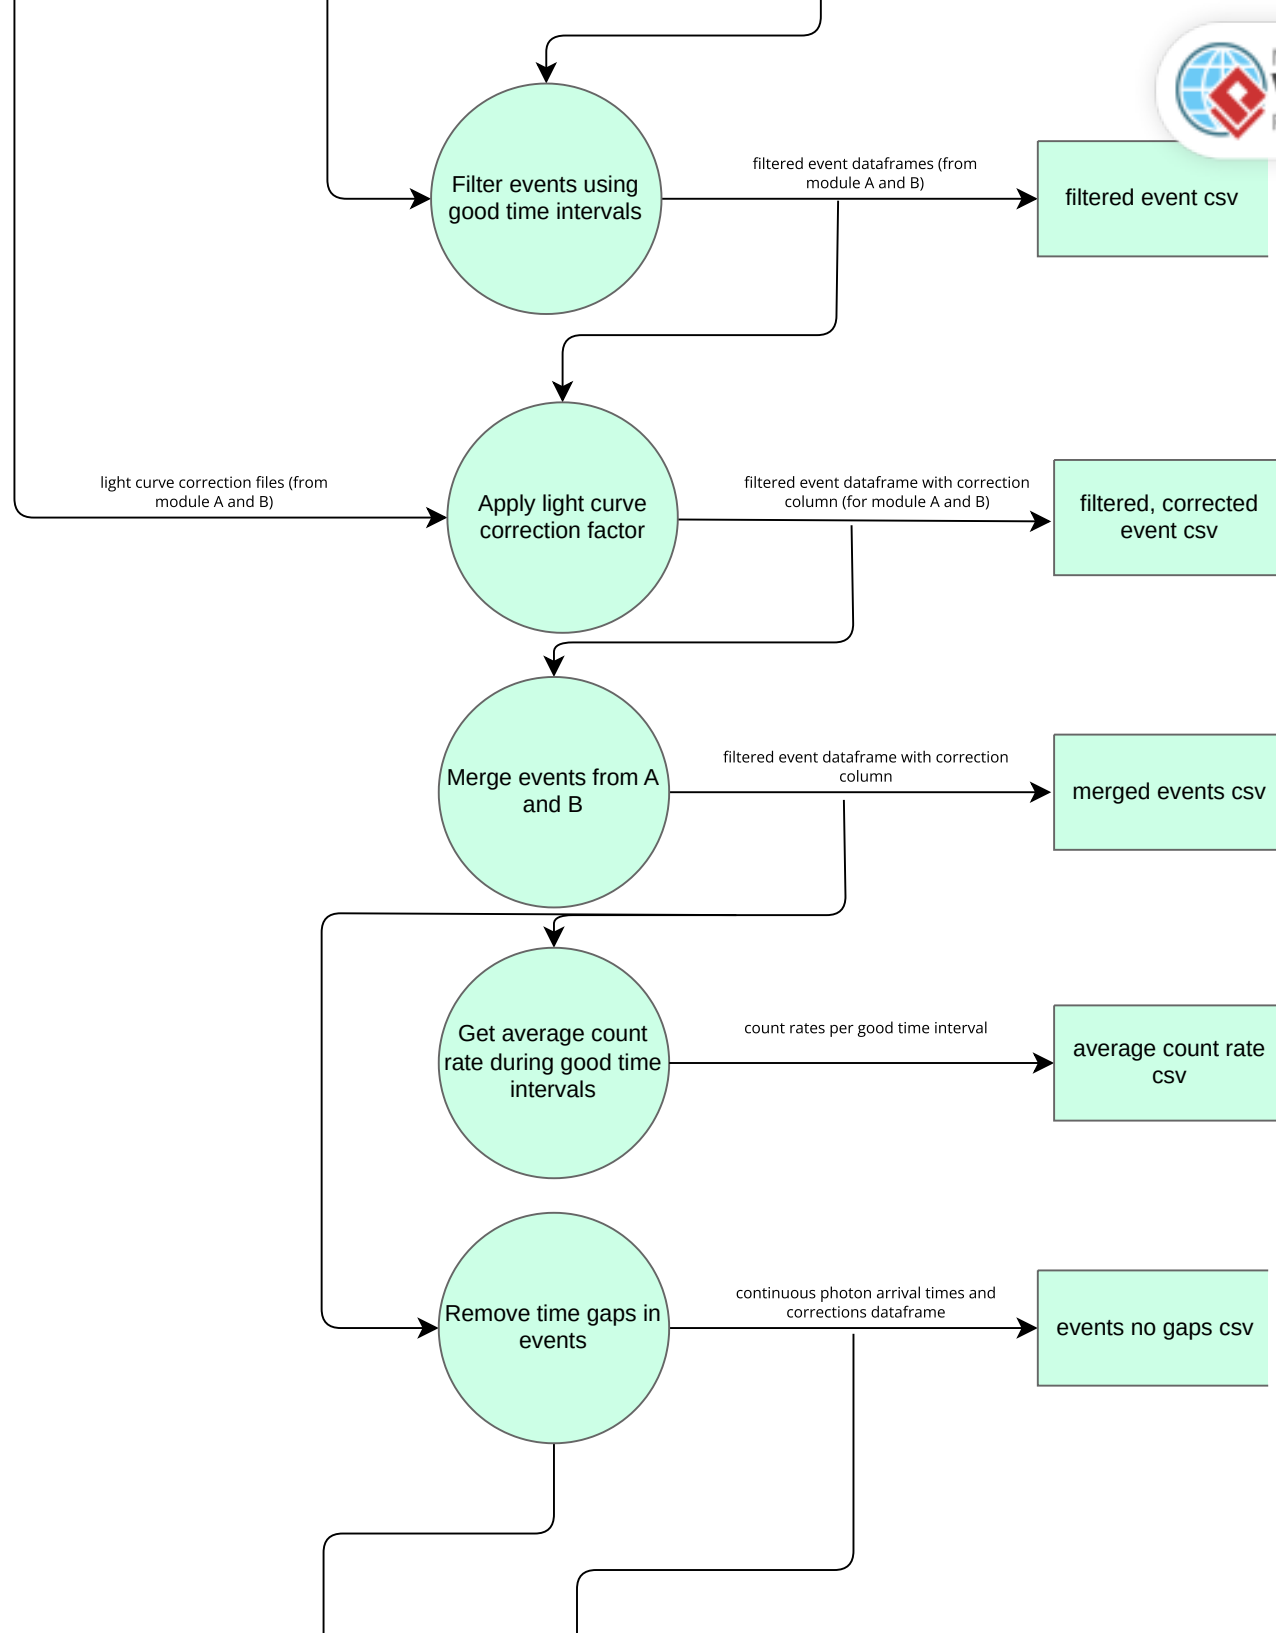 Filter events using
good time intervals
filtered event dataframes (from
module A and B)
filtered event csv
light curve correction files (from
module A and B)
Apply light curve
correction factor
filtered event dataframe with correction
column (for module A and B)
filtered, corrected
event csv
Merge events from A
and B
filtered event dataframe with correction
column
merged events csv
Get average count
rate during good time
intervals
count rates per good time interval
average count rate
csv
Remove time gaps in
events
continuous photon arrival times and
corrections dataframe
events no gaps csv